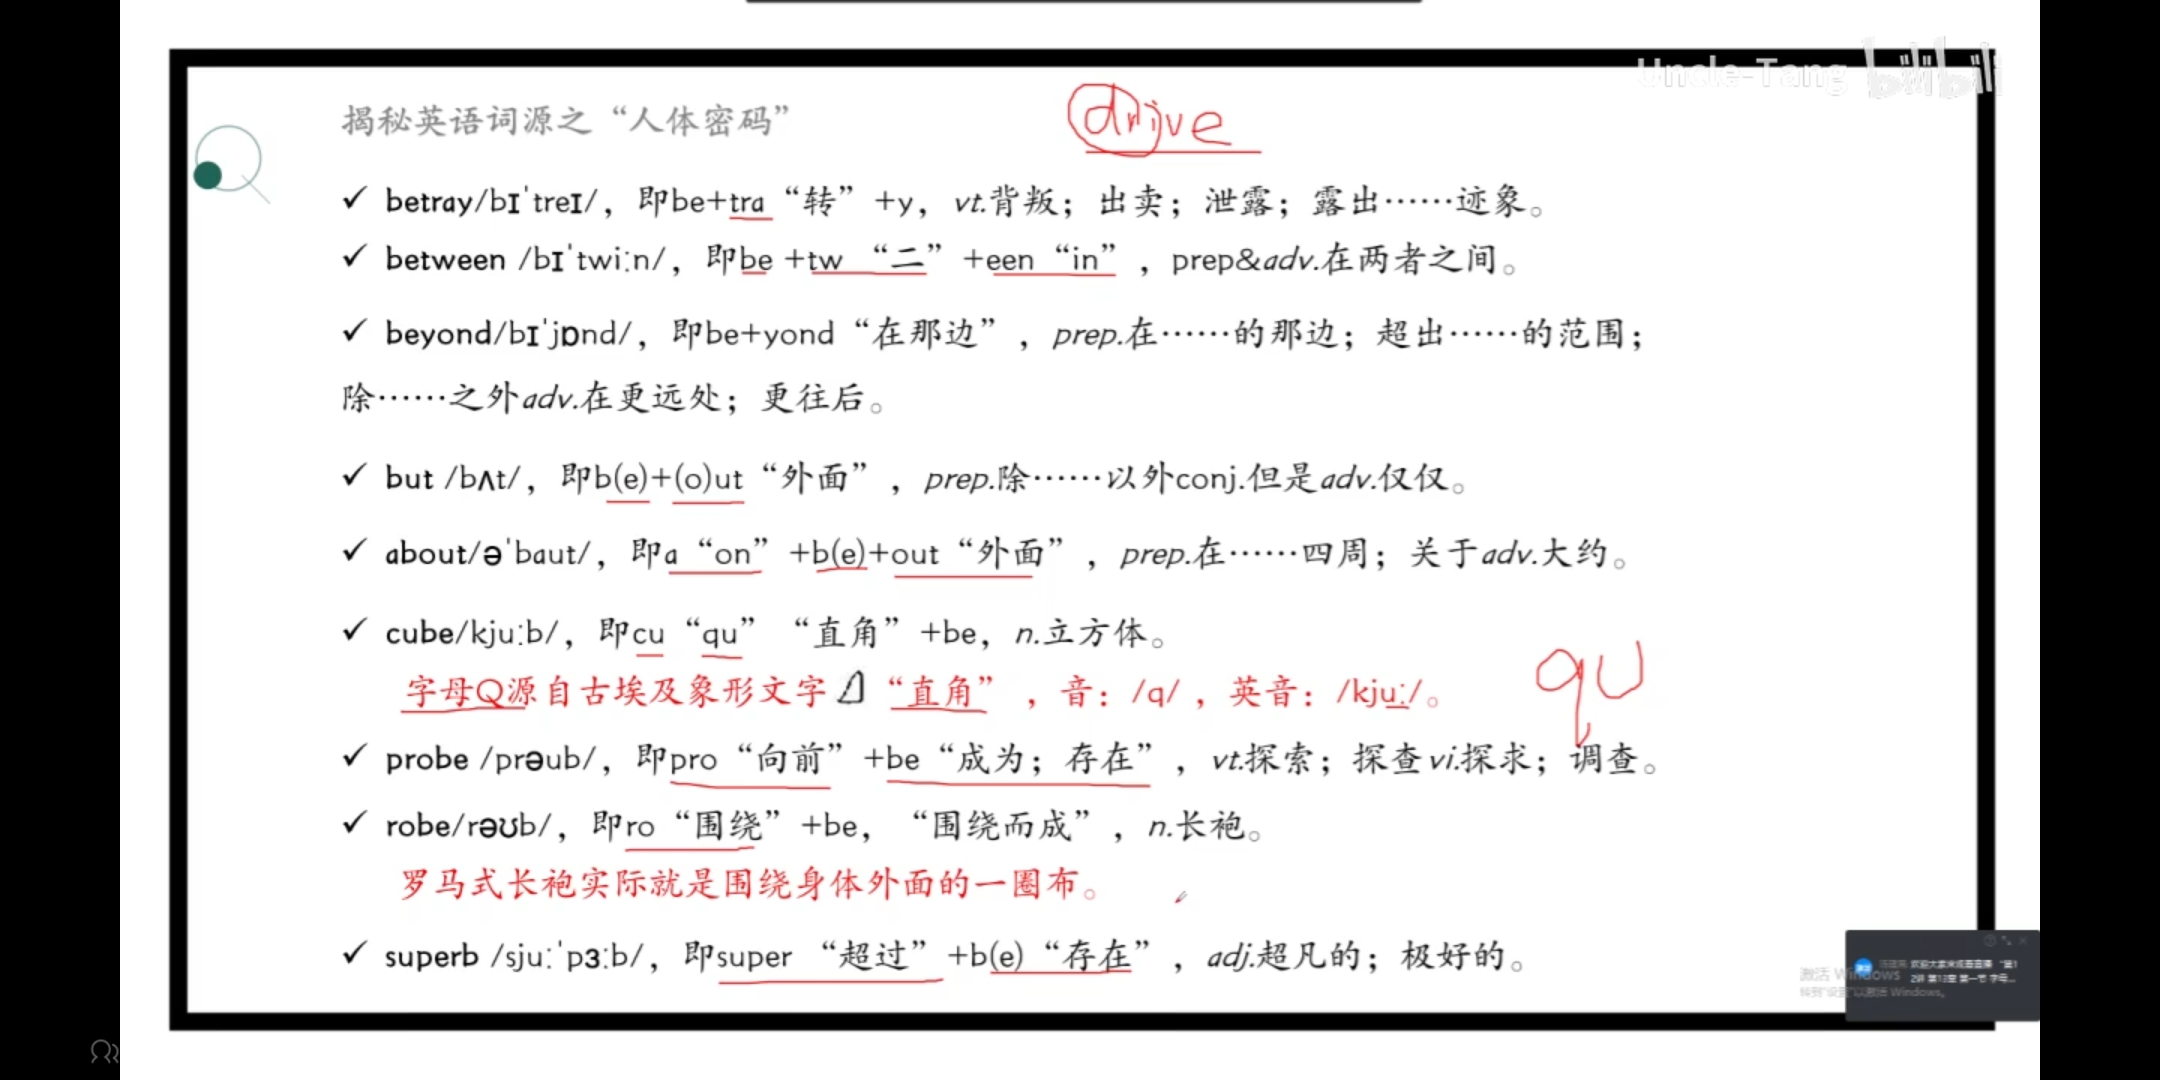 Uncle-Tang bilibili
揭秘英语词源之“人体密码”
drive
✓ betray/bɪˈtreɪ/，即be+tra“转”+y，vt.背叛；出卖；泄露；露出……迹象。
✓ between /bɪˈtwiːn/，即be +tw “二”+een“in”，prep&adv.在两者之间。
✓ beyond/bɪˈjɒnd/，即be+yond“在那边”，prep.在……的那边；超出……的范围；
除……之外adv.在更远处；更往后。
✓ but /bʌt/，即b(e)+(o)ut“外面”，prep.除……以外conj.但是adv.仅仅。
✓ about/əˈbaut/，即a“on”+b(e)+out“外面”，prep.在……四周；关于adv.大约。
✓ cube/kjuːb/，即cu“qu”“直角”+be，n.立方体。
字母Q源自古埃及象形文字“直角”，音：/q/，英音：/kjuː/。
qu
✓ probe /prəub/，即pro“向前”+be“成为；存在”，vt.探索；探查vi.探求；调查。
✓ robe/rəʊb/，即ro“围绕”+be，“围绕而成”，n.长袍。
罗马式长袍实际就是围绕身体外面的一圈布。
✓ superb /sjuːˈpɜːb/，即super “超过”+b(e)“存在”，adj.超凡的；极好的。
激活 Windows
转到“设置”以激活 Windows。